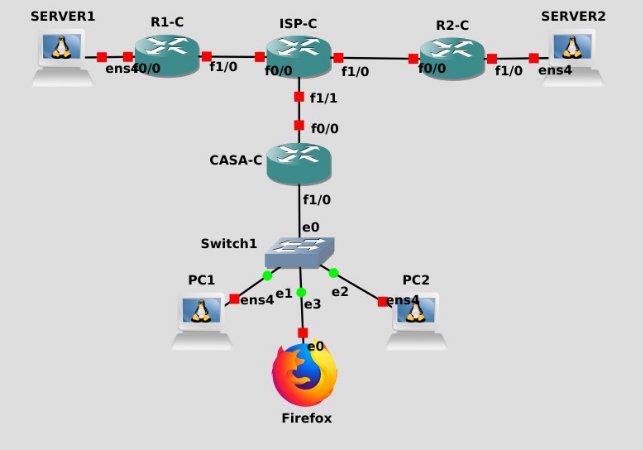 SERVER1
R1-C
ISP-C
R2-C
SERVER2
ens4
f0/0
f1/0
f0/0
f1/0
f0/0
f1/0
ens4
f1/1
f0/0
CASA-C
f1/0
e0
Switch1
PC1
PC2
ens4
e1
e3
e2
ens4
e0
Firefox